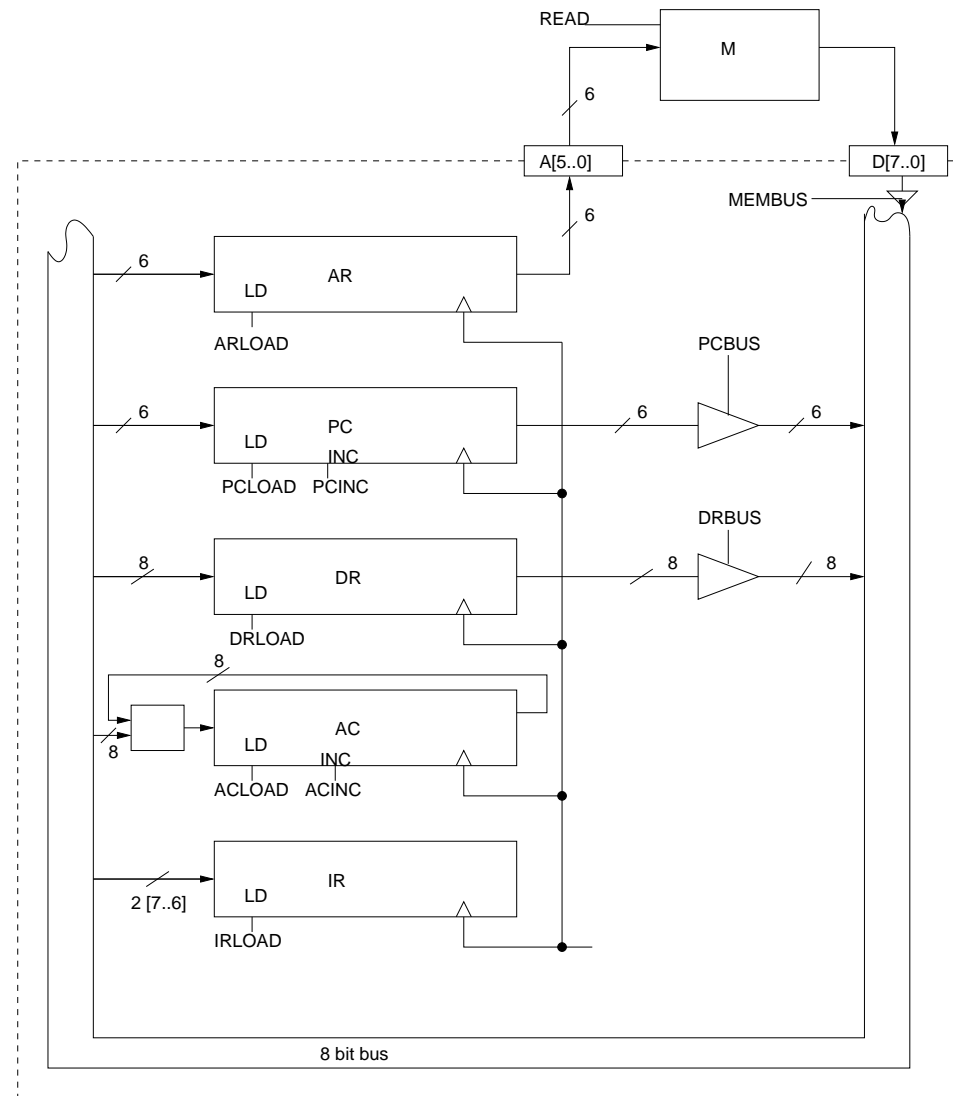 READ
M
6
A[5..0]
D[7..0]
MEMBUS
6
6
AR
LD
ARLOAD
PCBUS
6
PC
6
6
LD
INC
PCLOAD
PCINC
DRBUS
8
DR
8
8
LD
DRLOAD
8
AC
8
LD
INC
ACLOAD
ACINC
IR
LD
2 [7..6]
IRLOAD
8 bit bus